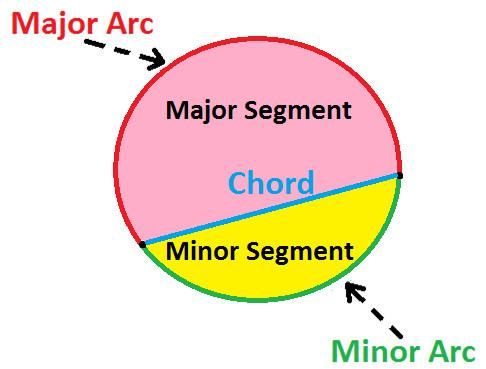 Major Arc
Major Segment
Chord
Minor Segment
Minor Arc